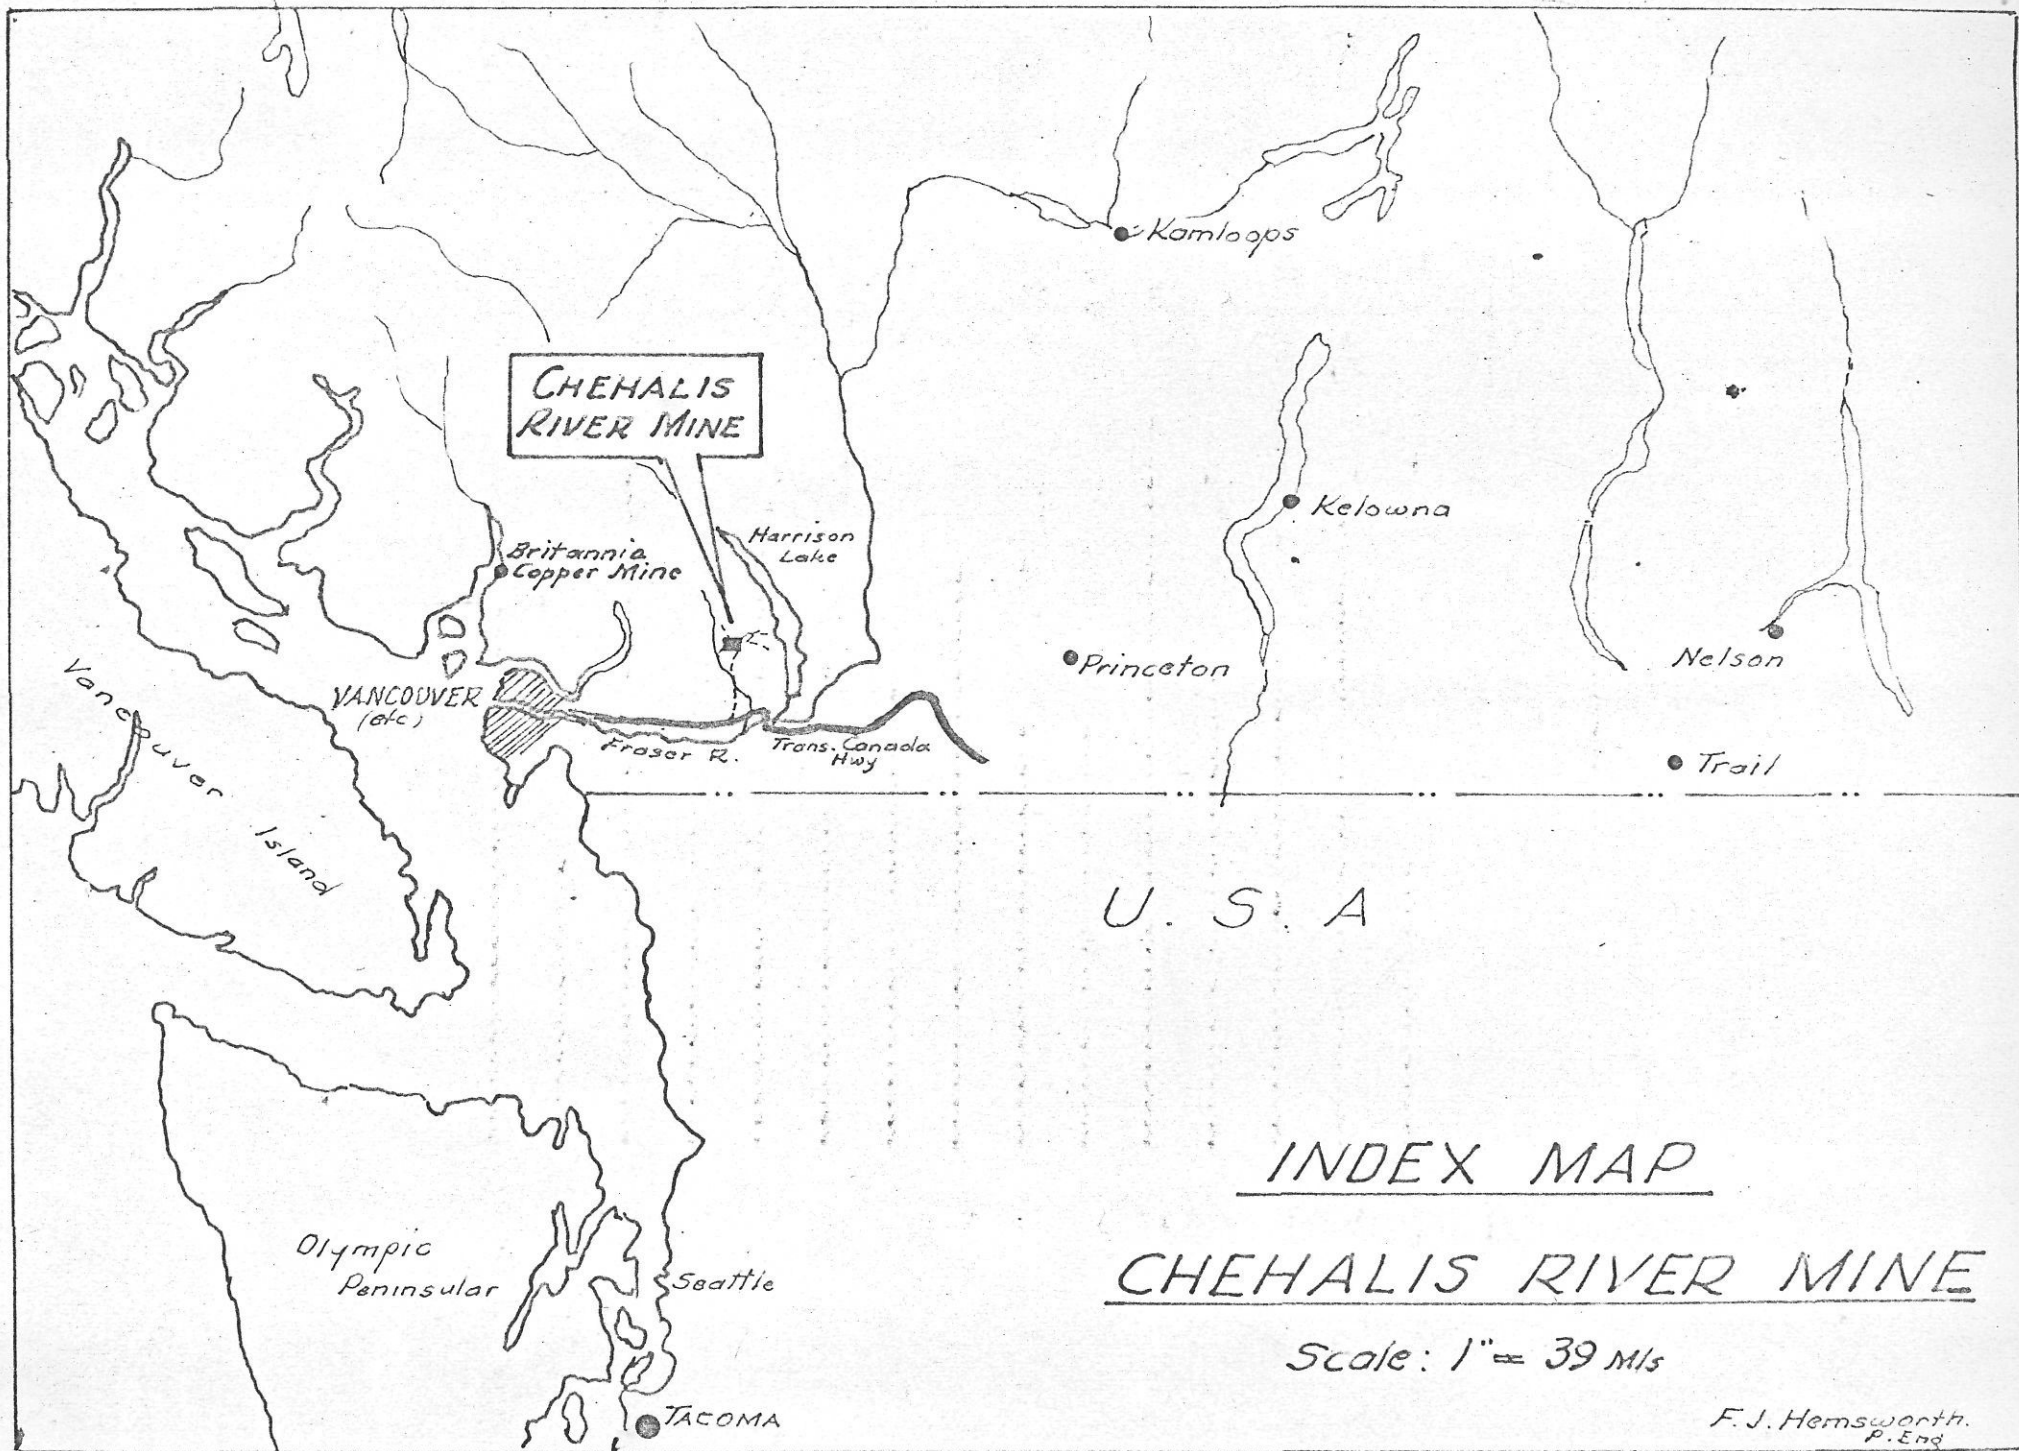 Kamloops
CHEHALIS
RIVER MINE
Kelowna
Harrison
Lake
Britannia
Copper Mine
Princeton
Nelson
VANCOUVER
(etc)
Fraser R.
Trans. Canada
Hwy
Trail
Vancouver
Island
U. S. A
INDEX MAP
CHEHALIS RIVER MINE
Scale: 1" = 39 Mls
Olympic
Peninsular
Seattle
TACOMA
F. J. Hemsworth.
P. Eng